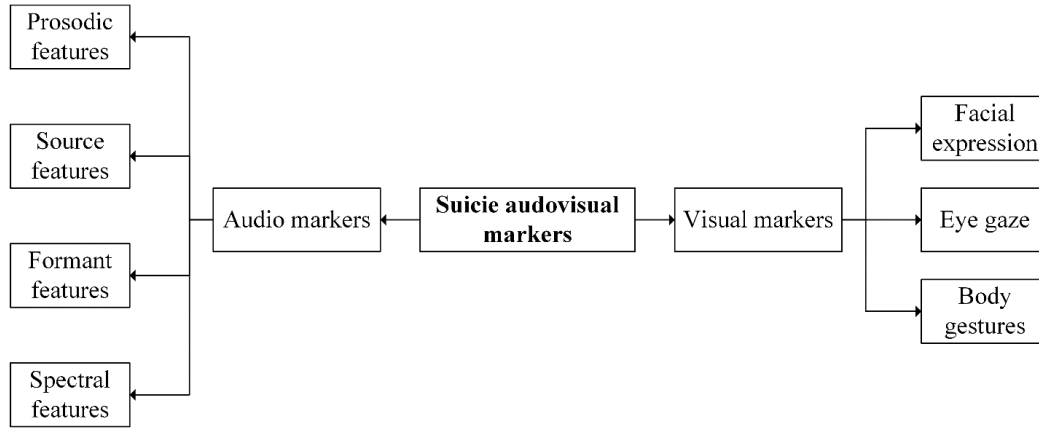 Prosodic
features
Source
features
Formant
features
Spectral
features
Audio markers
Suicie audovisual
markers
Visual markers
Facial
expression
Eye gaze
Body
gestures